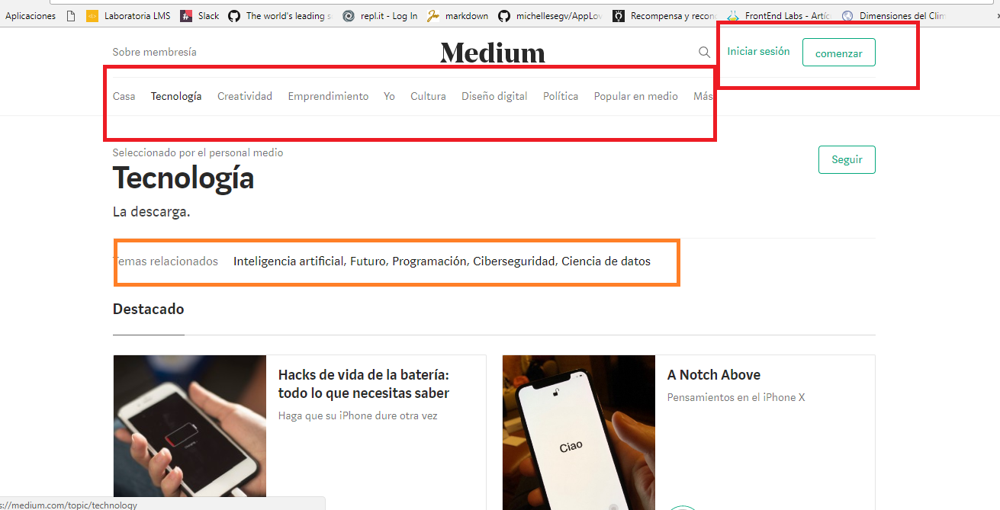 Aplicaciones Laboratoria LMS Slack The world's leading s repl.it - Log In markdown michellesegv/AppLov Recompensa y recono FrontEnd Labs - Artíc Dimensiones del Clim
Sobre membresía Medium Iniciar sesión comenzar
Casa Tecnología Creatividad Emprendimiento Yo Cultura Diseño digital Política Popular en medio Más
Seleccionado por el personal medio
Tecnología Seguir
La descarga.
Temas relacionados Inteligencia artificial, Futuro, Programación, Ciberseguridad, Ciencia de datos
Destacado
Hacks de vida de la batería:
todo lo que necesitas saber
Haga que su iPhone dure otra vez
A Notch Above
Pensamientos en el iPhone X
Ciao
s://medium.com/topic/technology